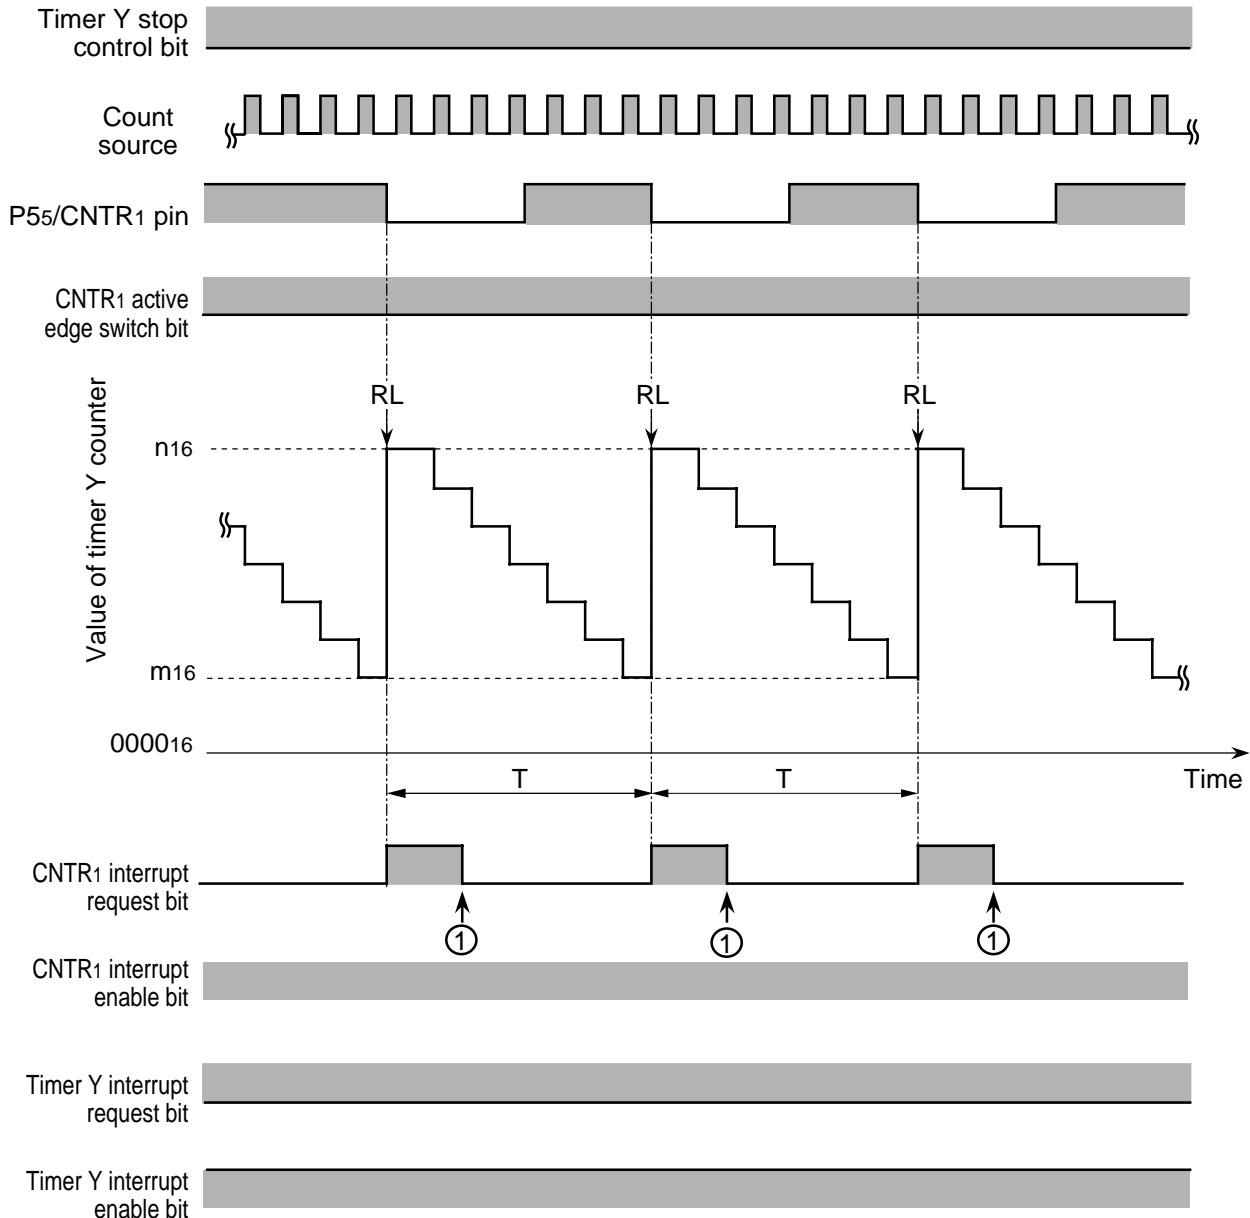 Timer Y stop
control bit
Count
source
P55/CNTR1 pin
CNTR1 active
edge switch bit
RL RL RL
Value of timer Y counter
n16
m16
000016
Time
T T
CNTR1 interrupt
request bit
① ① ①
CNTR1 interrupt
enable bit
Timer Y interrupt
request bit
Timer Y interrupt
enable bit